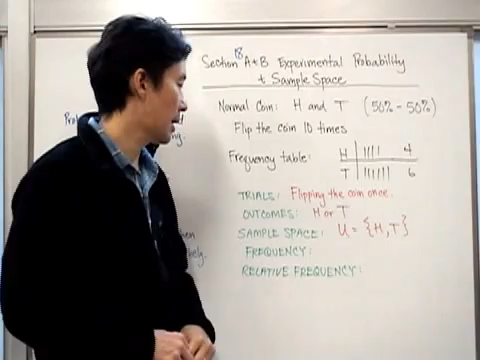 Section 18 A+B Experimental Probability
+ Sample Space
Normal Coin: H and T (50% - 50%)
Flip the coin 10 times
Frequency table:
H |||| 4
T |||||| 6
TRIALS: Flipping the coin once.
OUTCOMES: H or T
SAMPLE SPACE: U = {H, T}
FREQUENCY:
RELATIVE FREQUENCY: